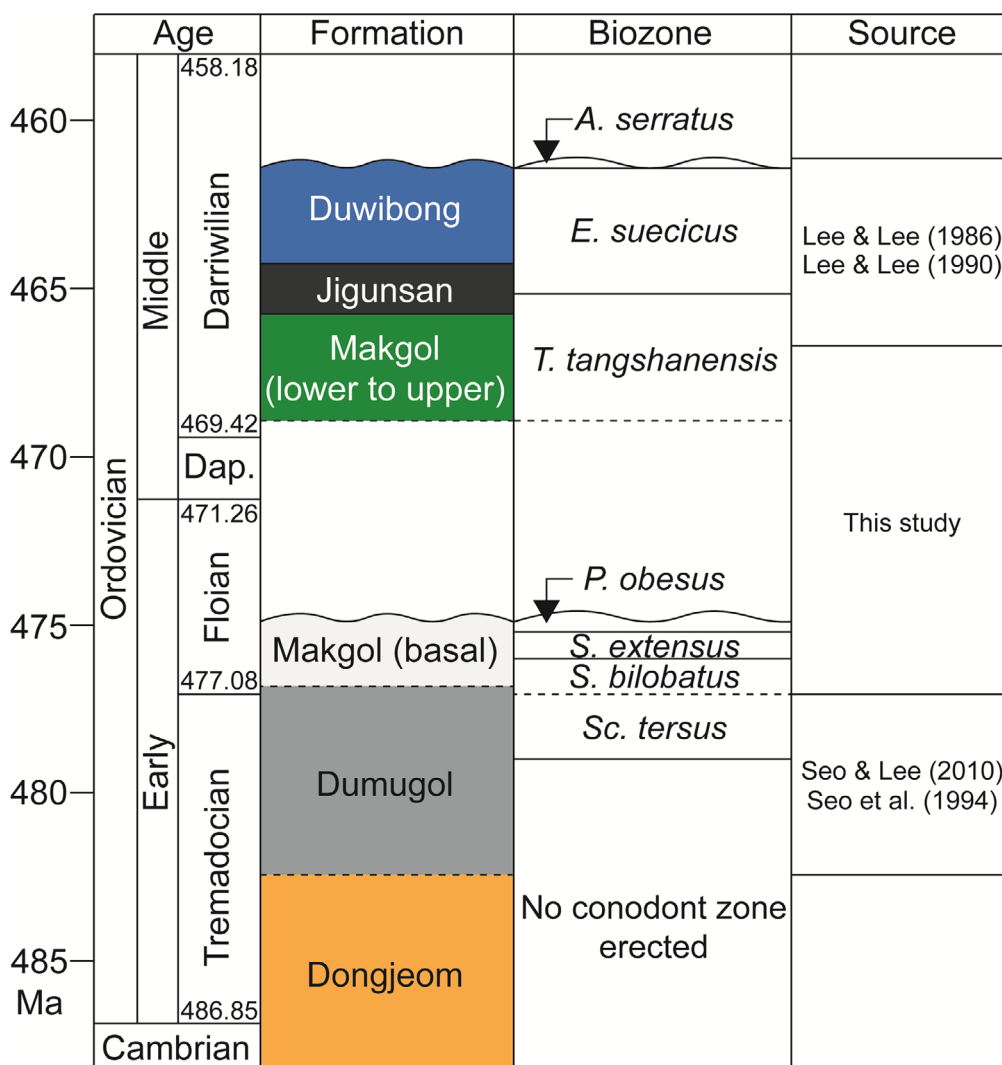 Age
Formation
Biozone
Source
460
465
470
475
480
485
Ma
Ordovician
Middle
Early
Cambrian
458.18
Darriwilian
469.42
Dap.
471.26
Floian
477.08
Tremadocian
486.85
Duwibong
Jigunsan
Makgol
(lower to upper)
Makgol (basal)
Dumugol
Dongjeom
A. serratus
E. suecicus
T. tangshanensis
P. obesus
S. extensus
S. bilobatus
Sc. tersus
No conodont zone
erected
Lee & Lee (1986)
Lee & Lee (1990)
This study
Seo & Lee (2010)
Seo et al. (1994)